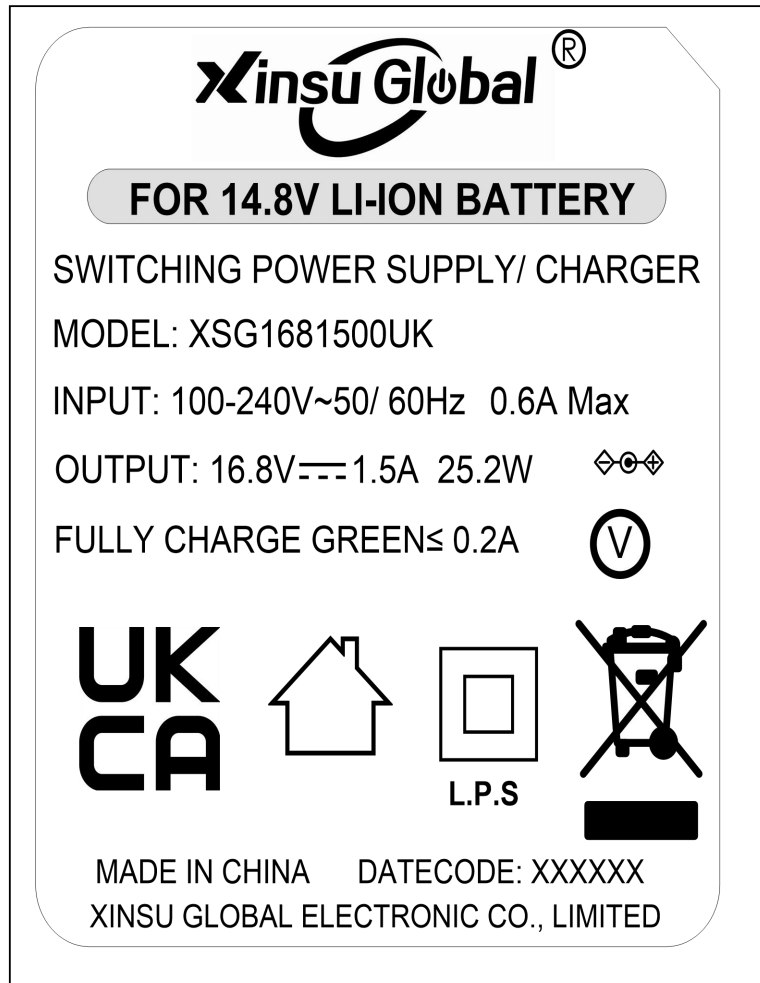 Xinsu Global ®
FOR 14.8V LI-ION BATTERY
SWITCHING POWER SUPPLY/ CHARGER
MODEL: XSG1681500UK
INPUT: 100-240V~50/ 60Hz 0.6A Max
OUTPUT: 16.8V⎓1.5A 25.2W
FULLY CHARGE GREEN≤ 0.2A
V
UK
CA
L.P.S
MADE IN CHINA DATECODE: XXXXXX
XINSU GLOBAL ELECTRONIC CO., LIMITED